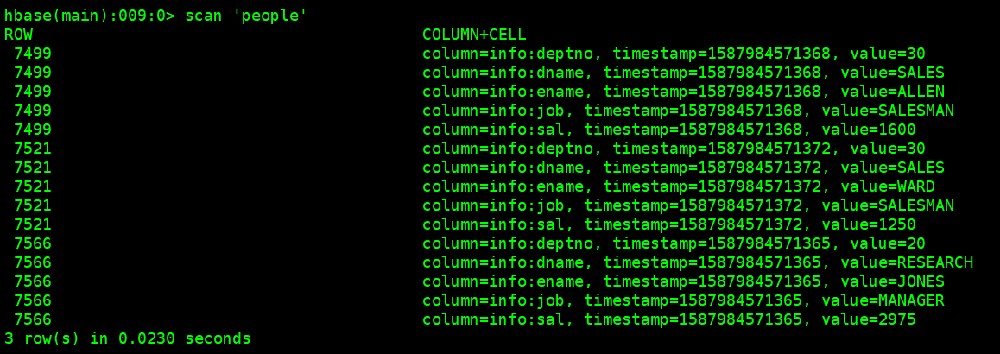 hbase(main):009:0> scan 'people'
ROW COLUMN+CELL
7499 column=info:deptno, timestamp=1587984571368, value=30
7499 column=info:dname, timestamp=1587984571368, value=SALES
7499 column=info:ename, timestamp=1587984571368, value=ALLEN
7499 column=info:job, timestamp=1587984571368, value=SALESMAN
7499 column=info:sal, timestamp=1587984571368, value=1600
7521 column=info:deptno, timestamp=1587984571372, value=30
7521 column=info:dname, timestamp=1587984571372, value=SALES
7521 column=info:ename, timestamp=1587984571372, value=WARD
7521 column=info:job, timestamp=1587984571372, value=SALESMAN
7521 column=info:sal, timestamp=1587984571372, value=1250
7566 column=info:deptno, timestamp=1587984571365, value=20
7566 column=info:dname, timestamp=1587984571365, value=RESEARCH
7566 column=info:ename, timestamp=1587984571365, value=JONES
7566 column=info:job, timestamp=1587984571365, value=MANAGER
7566 column=info:sal, timestamp=1587984571365, value=2975
3 row(s) in 0.0230 seconds